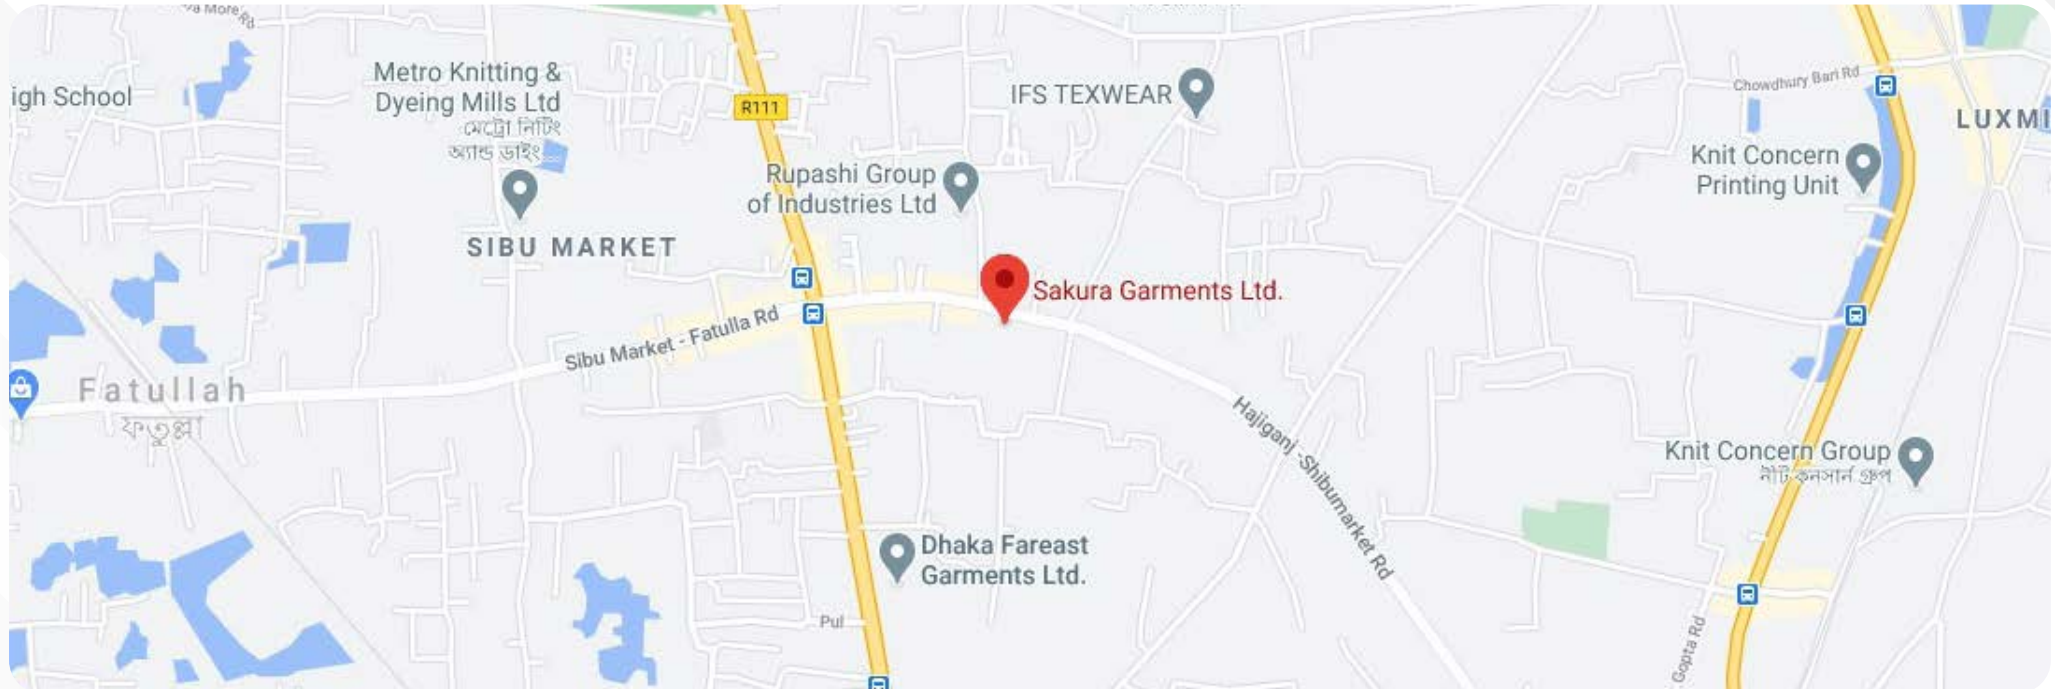 igh School
Metro Knitting &
Dyeing Mills Ltd
মেট্রো নিটিং
অ্যান্ড ডাইং...
SIBU MARKET
R111
IFS TEXWEAR
Rupashi Group
of Industries Ltd
Sakura Garments Ltd.
Chowdhury Bari Rd
LUXMI
Knit Concern
Printing Unit
Sibu Market - Fatulla Rd
Fatullah
ফতুল্লা
Hajiganj -Shibumarket Rd
Knit Concern Group
নীট কনসার্ন গ্রুপ
Dhaka Fareast
Garments Ltd.
Pul
Gopta Rd